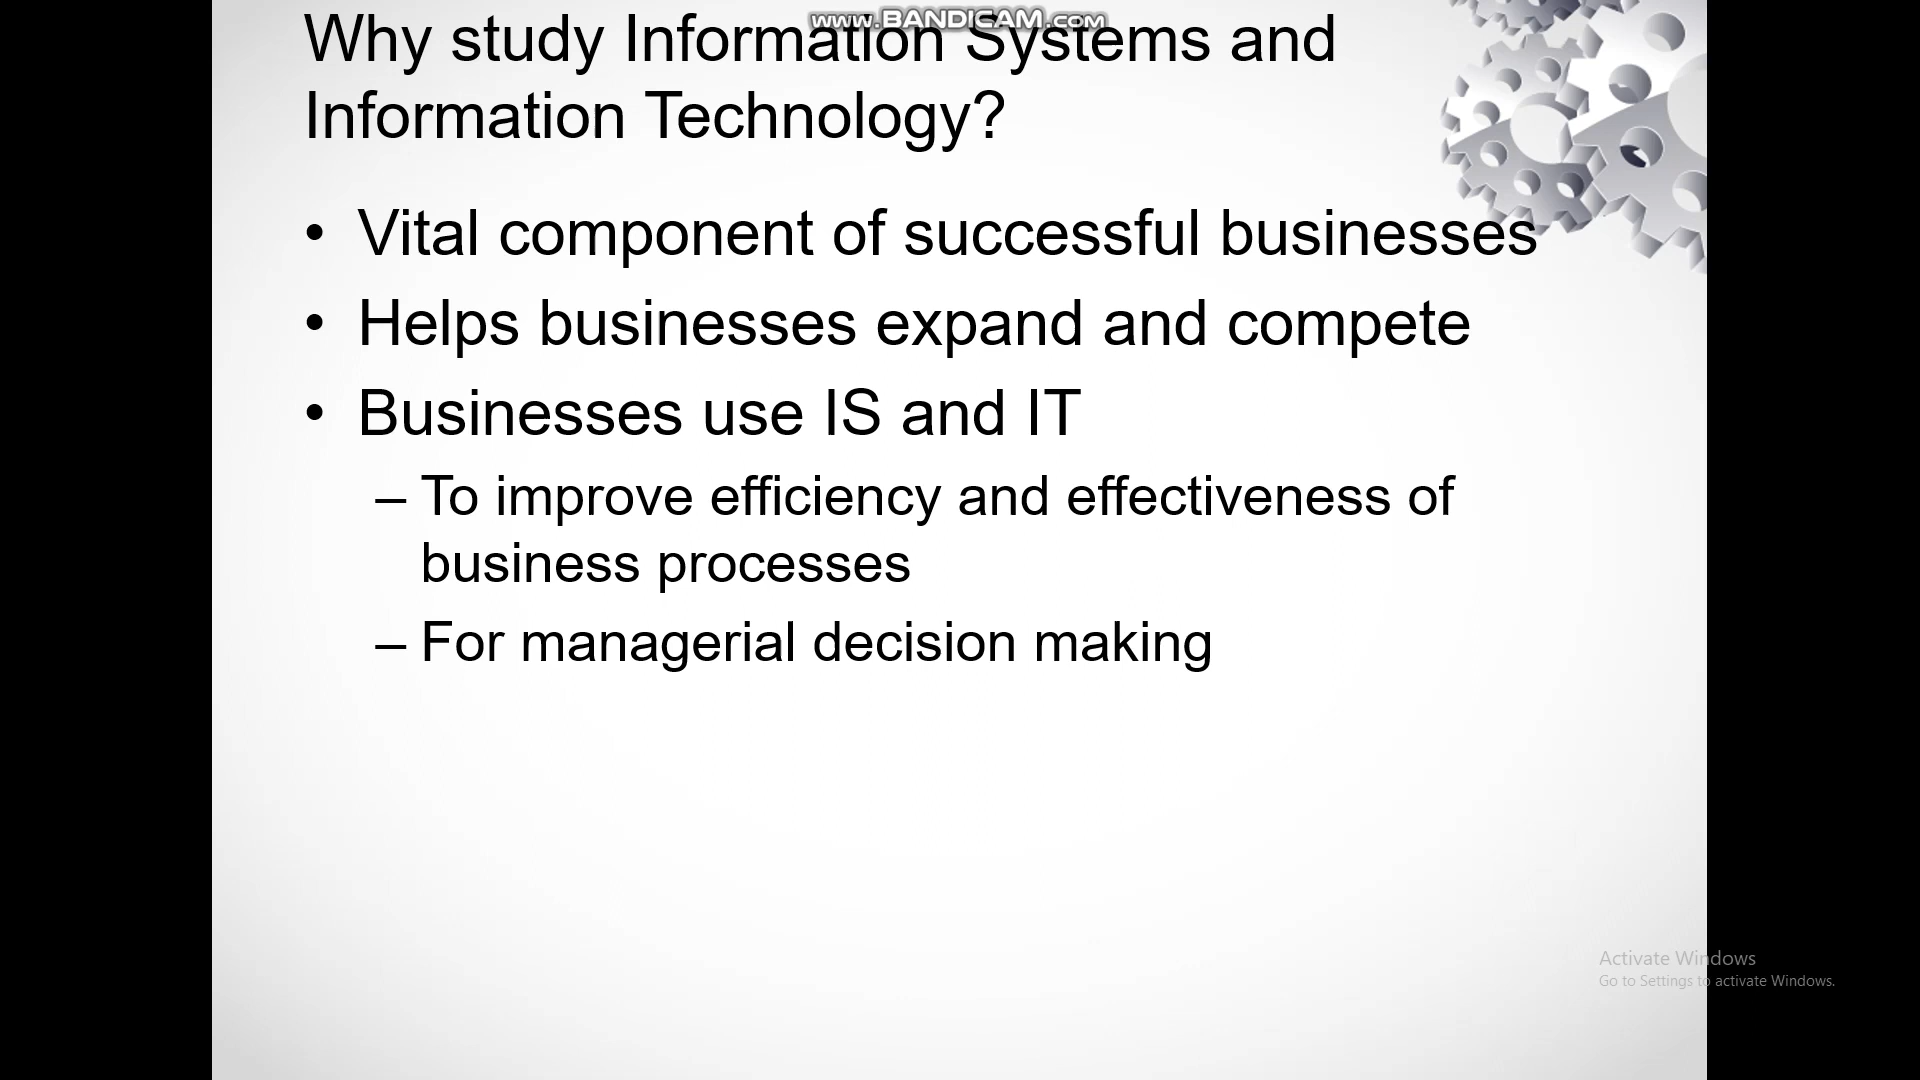 www.BANDICAM.com
Why study Information Systems and
Information Technology?
• Vital component of successful businesses
• Helps businesses expand and compete
• Businesses use IS and IT
– To improve efficiency and effectiveness of
business processes
– For managerial decision making
Activate Windows
Go to Settings to activate Windows.